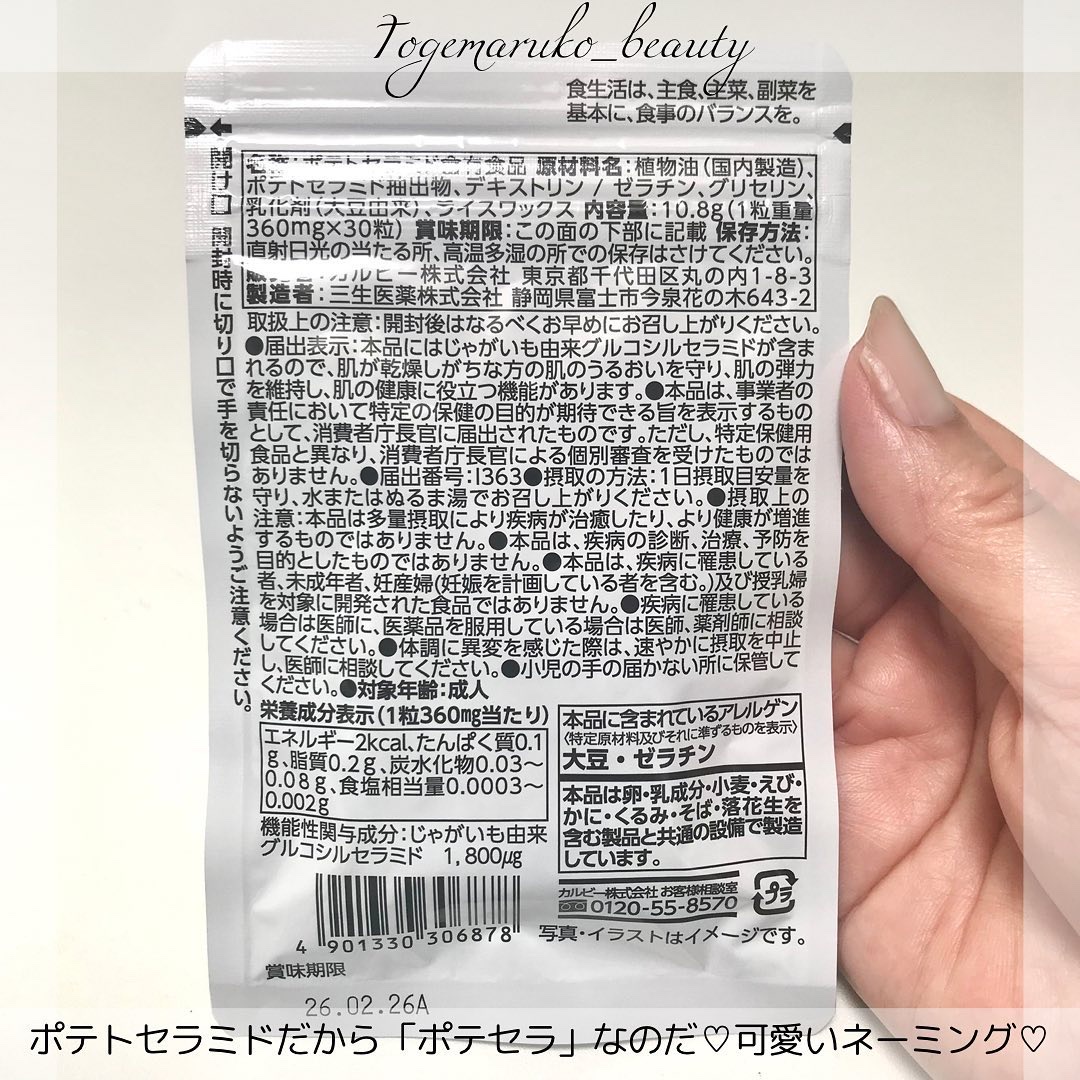 Togemaruko_beauty
食生活は、主食、主菜、副菜を
基本に、食事のバランスを。
開け口 開封時に切り口で手を切らないようご注意ください。
名称:ポテトセラミド含有食品 原材料名:植物油(国内製造)、
ポテトセラミド抽出物、デキストリン / ゼラチン、グリセリン、
乳化剤(大豆由来)、ライスワックス 内容量:10.8g(1粒重量
360mg×30粒) 賞味期限:この面の下部に記載 保存方法:
直射日光の当たる所、高温多湿の所での保存はさけてください。
販売者:カルビー株式会社 東京都千代田区丸の内1-8-3
製造者:三生医薬株式会社 静岡県富士市今泉花の木643-2
取扱上の注意:開封後はなるべくお早めにお召し上がりください。
●届出表示:本品にはじゃがいも由来グルコシルセラミドが含ま
れるので、肌が乾燥しがちな方の肌のうるおいを守り、肌の弾力
を維持し、肌の健康に役立つ機能があります。●本品は、事業者の
責任において特定の保健の目的が期待できる旨を表示するもの
として、消費者庁長官に届出されたものです。ただし、特定保健用
食品と異なり、消費者庁長官による個別審査を受けたものでは
ありません。●届出番号:I363●摂取の方法:1日摂取目安量を
守り、水またはぬるま湯でお召し上がりください。●摂取上の
注意:本品は多量摂取により疾病が治癒したり、より健康が増進
するものではありません。●本品は、疾病の診断、治療、予防を
目的としたものではありません。●本品は、疾病に罹患している
者、未成年者、妊産婦(妊娠を計画している者を含む。)及び授乳婦
を対象に開発された食品ではありません。●疾病に罹患している
場合は医師に、医薬品を服用している場合は医師、薬剤師に相談
してください。●体調に異変を感じた際は、速やかに摂取を中止
し、医師に相談してください。●小児の手の届かない所に保管して
ください。●対象年齢:成人
栄養成分表示(1粒360mg当たり)
エネルギー2kcal、たんぱく質0.1
g、脂質0.2g、炭水化物0.03〜
0.08g、食塩相当量0.0003〜
0.002g
機能性関与成分:じゃがいも由来
グルコシルセラミド 1,800μg
本品に含まれているアレルゲン
〈特定原材料及びそれに準ずるものを表示〉
大豆・ゼラチン
本品は卵・乳成分・小麦・えび・
かに・くるみ・そば・落花生を
含む製品と共通の設備で製造
しています。
カルビー株式会社 お客様相談室
0120-55-8570
プラ
写真・イラストはイメージです。
4 901330 306878
賞味期限
26.02.26A
ポテトセラミドだから「ポテセラ」なのだ♡可愛いネーミング♡